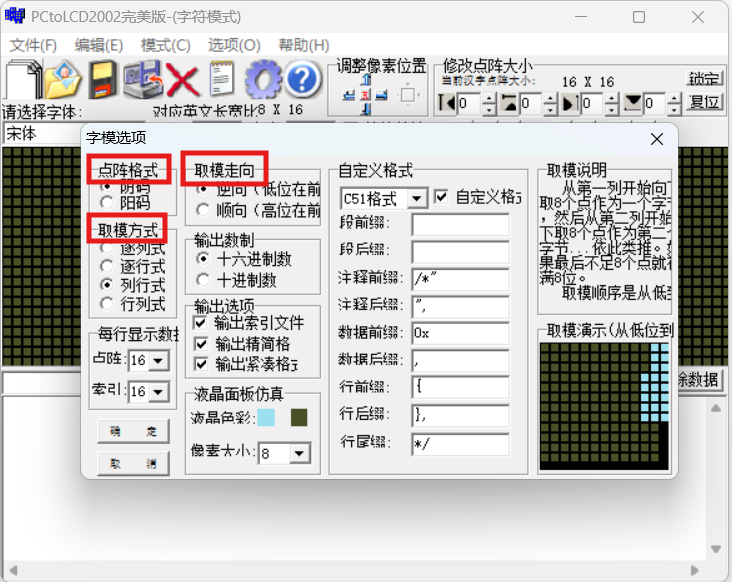 PCtoLCD2002完美版-(字符模式)
文件(F) 编辑(E) 模式(C) 选项(O) 帮助(H)
调整像素位置
修改点阵大小
当前汉字点阵大小: 16 X 16
锁定
0 0 0 0 复位
请选择字体: 对应英文长宽比8 X 16
宋体
字模选项
点阵格式
阴码
阳码
取模方式
逐列式
逐行式
列行式
行列式
每行显示数据
点阵: 16
索引: 16
确 定
取 消
取模走向
逆向(低位在前
顺向(高位在前
输出数制
十六进制数
十进制数
输出选项
输出索引文件
输出精简格
输出紧凑格式
液晶面板仿真
液晶色彩:
像素大小: 8
自定义格式
C51格式 自定义格式
段前缀:
段后缀:
注释前缀: /*"
注释后缀: ",
数据前缀: 0x
数据后缀: ,
行前缀: {
行后缀: },
行尾缀: */
取模说明
从第一列开始向下
取8个点作为一个字节
,然后从第二列开始
下取8个点作为第二个
字节...依此类推。如
果最后不足8个点就补
满8位。
取模顺序是从低到
取模演示(从低位到
除数据